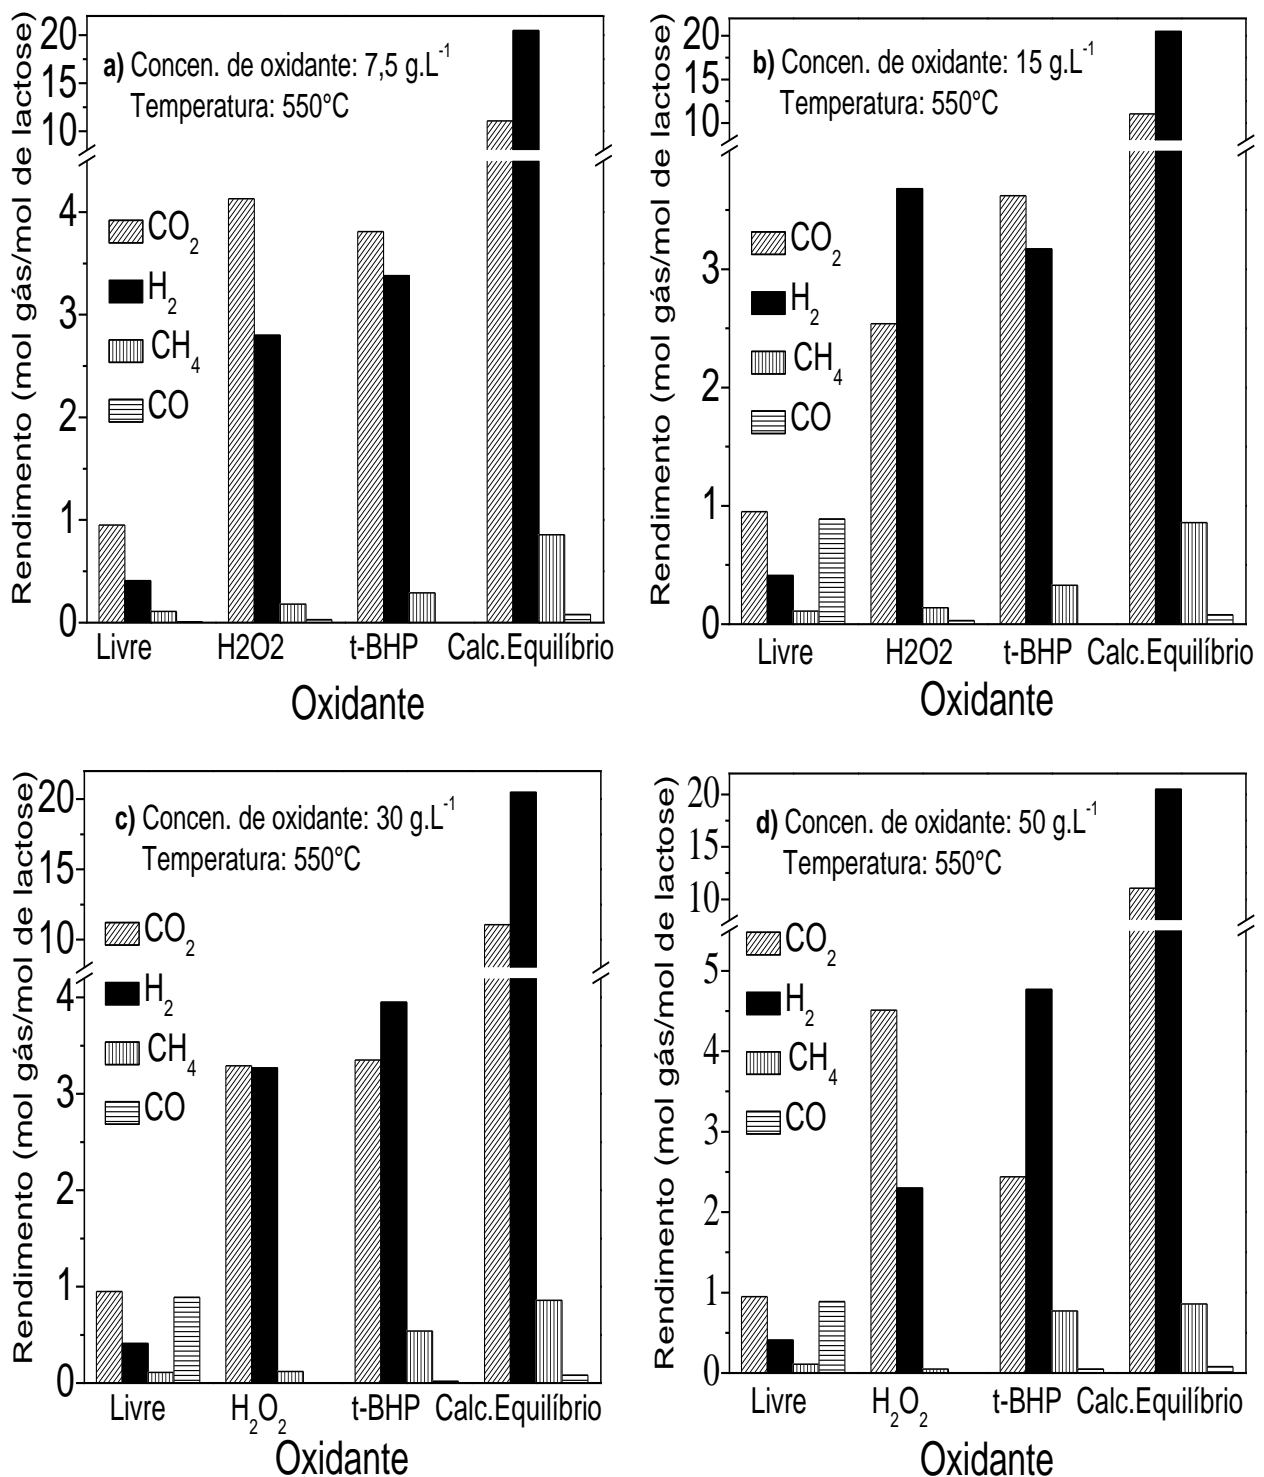 Rendimento (mol gás/mol de lactose)
a) Concen. de oxidante: 7,5 g.L⁻¹
Temperatura: 550°C
20
15
10
4
3
2
1
0
CO₂
H₂
CH₄
CO
Livre H2O2 t-BHP Calc.Equilíbrio
Oxidante
Rendimento (mol gás/mol de lactose)
b) Concen. de oxidante: 15 g.L⁻¹
Temperatura: 550°C
20
15
10
3
2
1
0
CO₂
H₂
CH₄
CO
Livre H2O2 t-BHP Calc.Equilíbrio
Oxidante
Rendimento (mol gás/mol de lactose)
c) Concen. de oxidante: 30 g.L⁻¹
Temperatura: 550°C
20
15
10
4
3
2
1
0
CO₂
H₂
CH₄
CO
Livre H₂O₂ t-BHP Calc.Equilíbrio
Oxidante
Rendimento (mol gás/mol de lactose)
d) Concen. de oxidante: 50 g.L⁻¹
Temperatura: 550°C
20
15
10
5
4
3
2
1
0
CO₂
H₂
CH₄
CO
Livre H₂O₂ t-BHP Calc.Equilíbrio
Oxidante